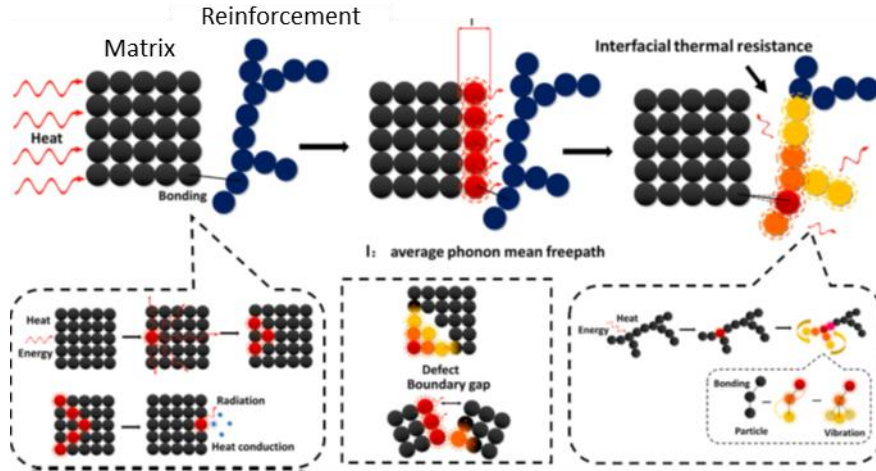 Reinforcement
Matrix
l
Interfacial thermal resistance
Heat
Bonding
l: average phonon mean freepath
Heat
Energy
Radiation
Heat conduction
Defect
Boundary gap
Heat
Energy
Bonding
Particle
Vibration